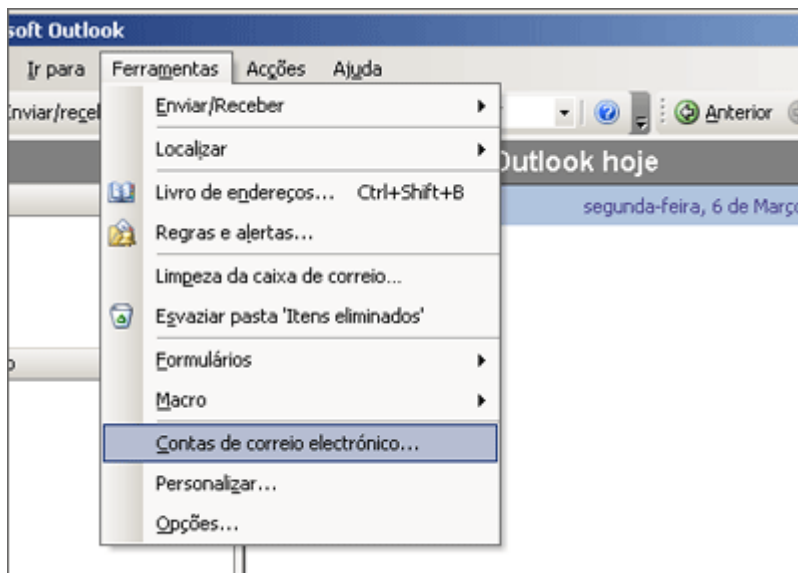 soft Outlook
Ir para Ferramentas Acções Ajuda
Enviar/Receber
Anterior
Localizar
Outlook hoje
Livro de endereços... Ctrl+Shift+B
segunda-feira, 6 de Março
Regras e alertas...
Limpeza da caixa de correio...
Esvaziar pasta 'Itens eliminados'
Formulários
Macro
Contas de correio electrónico...
Personalizar...
Opções...